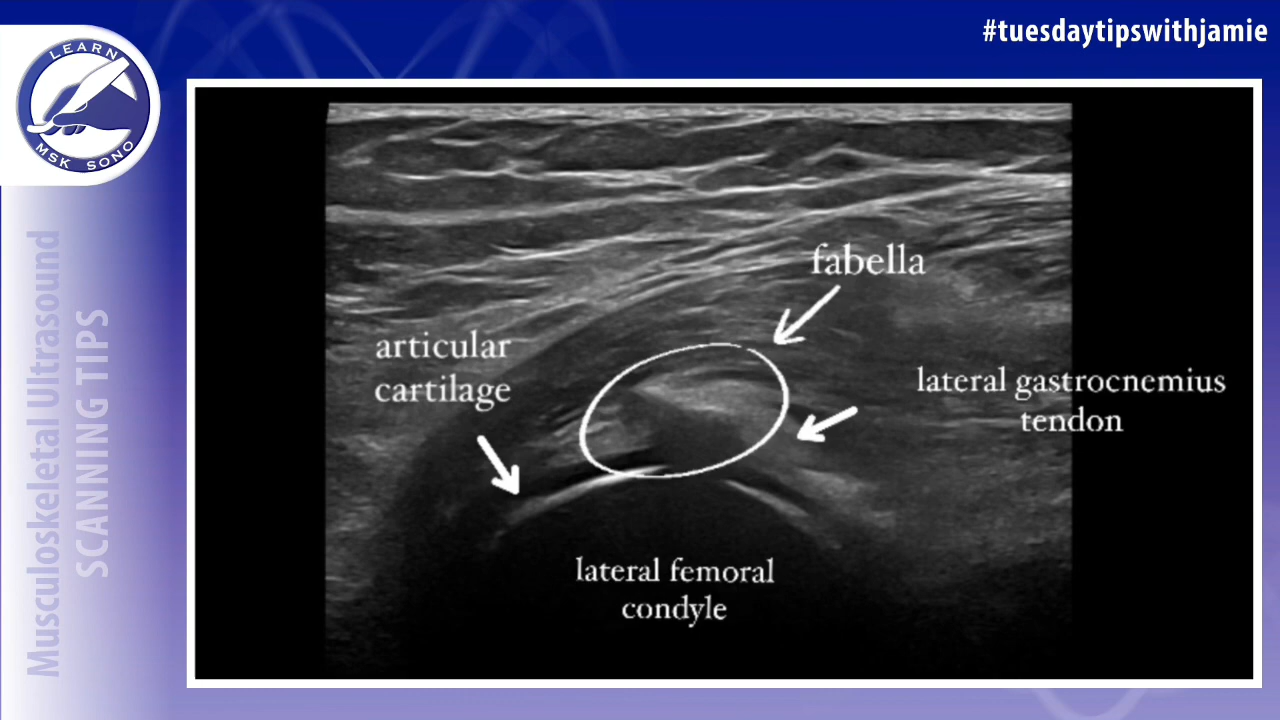 #tuesdaytipswithjamie
LEARN
MSK SONO
Musculoskeletal Ultrasound
SCANNING TIPS
fabella
articular
cartilage
lateral gastrocnemius
tendon
lateral femoral
condyle